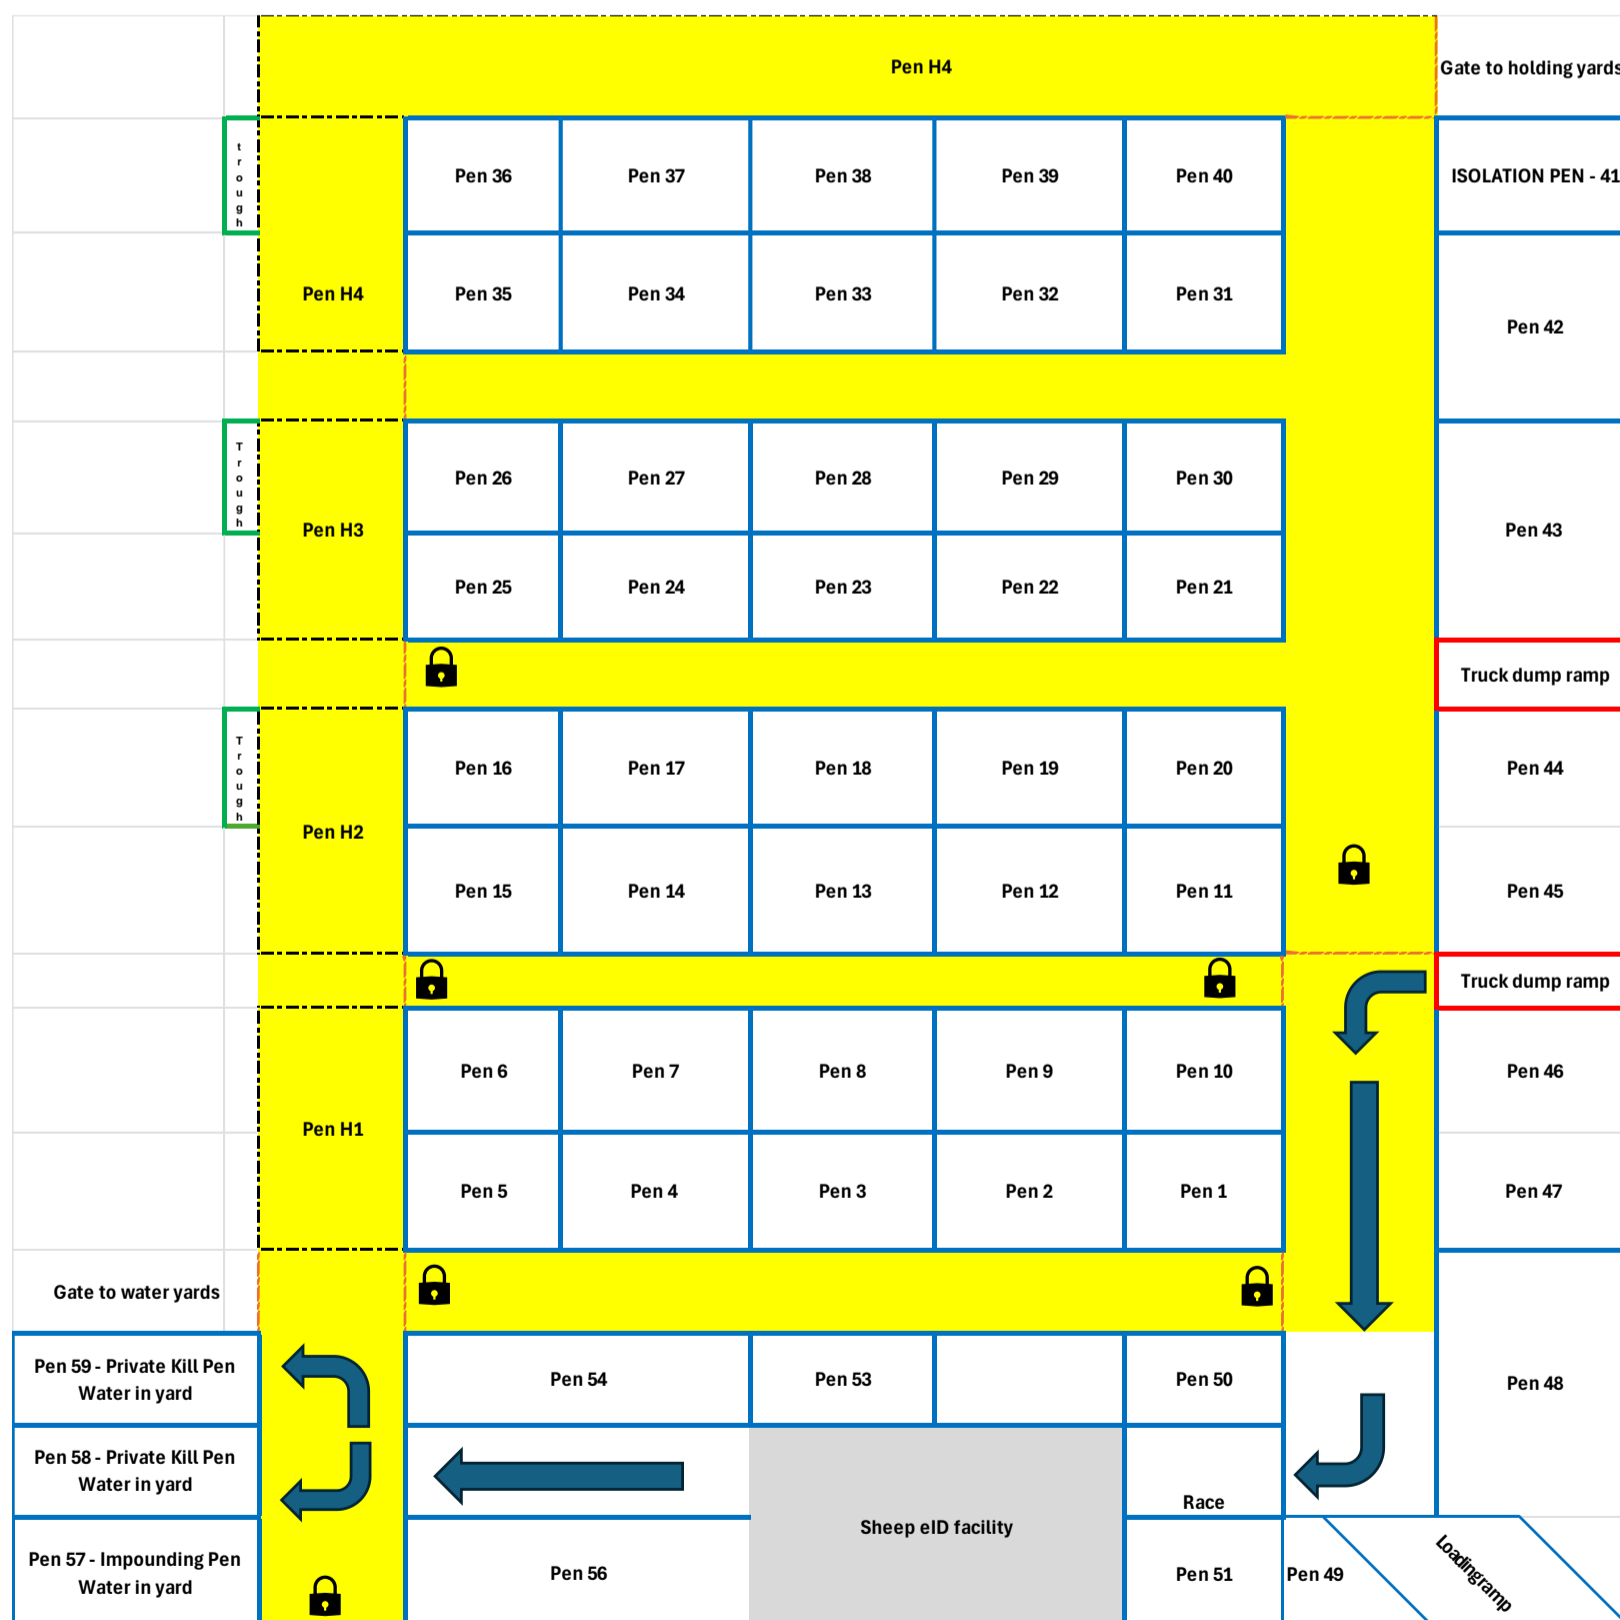 Pen H4
Gate to holding yards
trough
Pen 36
Pen 37
Pen 38
Pen 39
Pen 40
ISOLATION PEN - 41
Pen H4
Pen 35
Pen 34
Pen 33
Pen 32
Pen 31
Pen 42
Trough
Pen H3
Pen 26
Pen 27
Pen 28
Pen 29
Pen 30
Pen 43
Pen 25
Pen 24
Pen 23
Pen 22
Pen 21
Truck dump ramp
Trough
Pen H2
Pen 16
Pen 17
Pen 18
Pen 19
Pen 20
Pen 44
Pen 15
Pen 14
Pen 13
Pen 12
Pen 11
Pen 45
Truck dump ramp
Pen H1
Pen 6
Pen 7
Pen 8
Pen 9
Pen 10
Pen 46
Pen 5
Pen 4
Pen 3
Pen 2
Pen 1
Pen 47
Gate to water yards
Pen 59 - Private Kill Pen
Water in yard
Pen 54
Pen 53
Pen 50
Pen 48
Pen 58 - Private Kill Pen
Water in yard
Race
Sheep eID facility
Pen 57 - Impounding Pen
Water in yard
Pen 56
Pen 51
Pen 49
Loading ramp